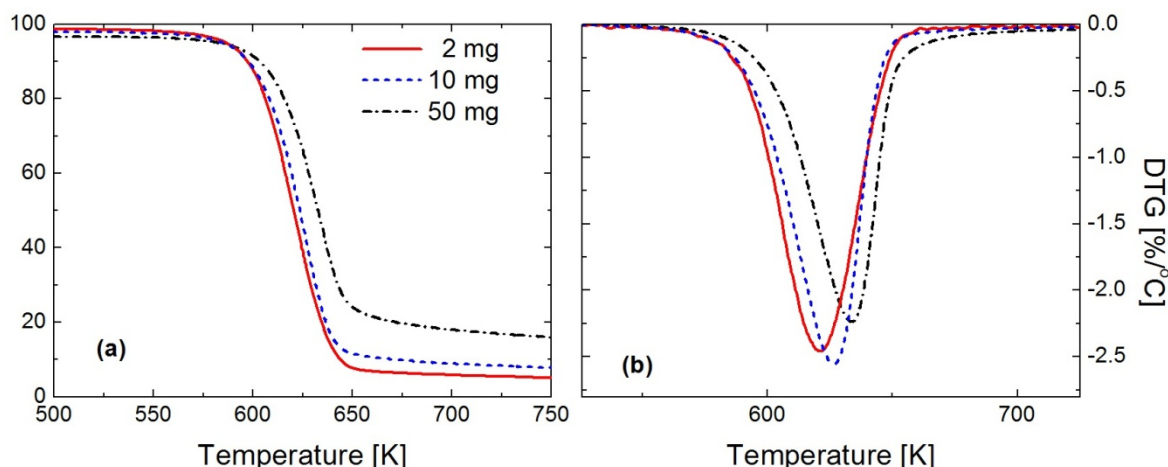 100
80
60
40
20
0
2 mg
10 mg
50 mg
(a)
500 550 600 650 700 750
Temperature [K]
0.0
-0.5
-1.0
-1.5
-2.0
-2.5
DTG [%/°C]
(b)
600 700
Temperature [K]